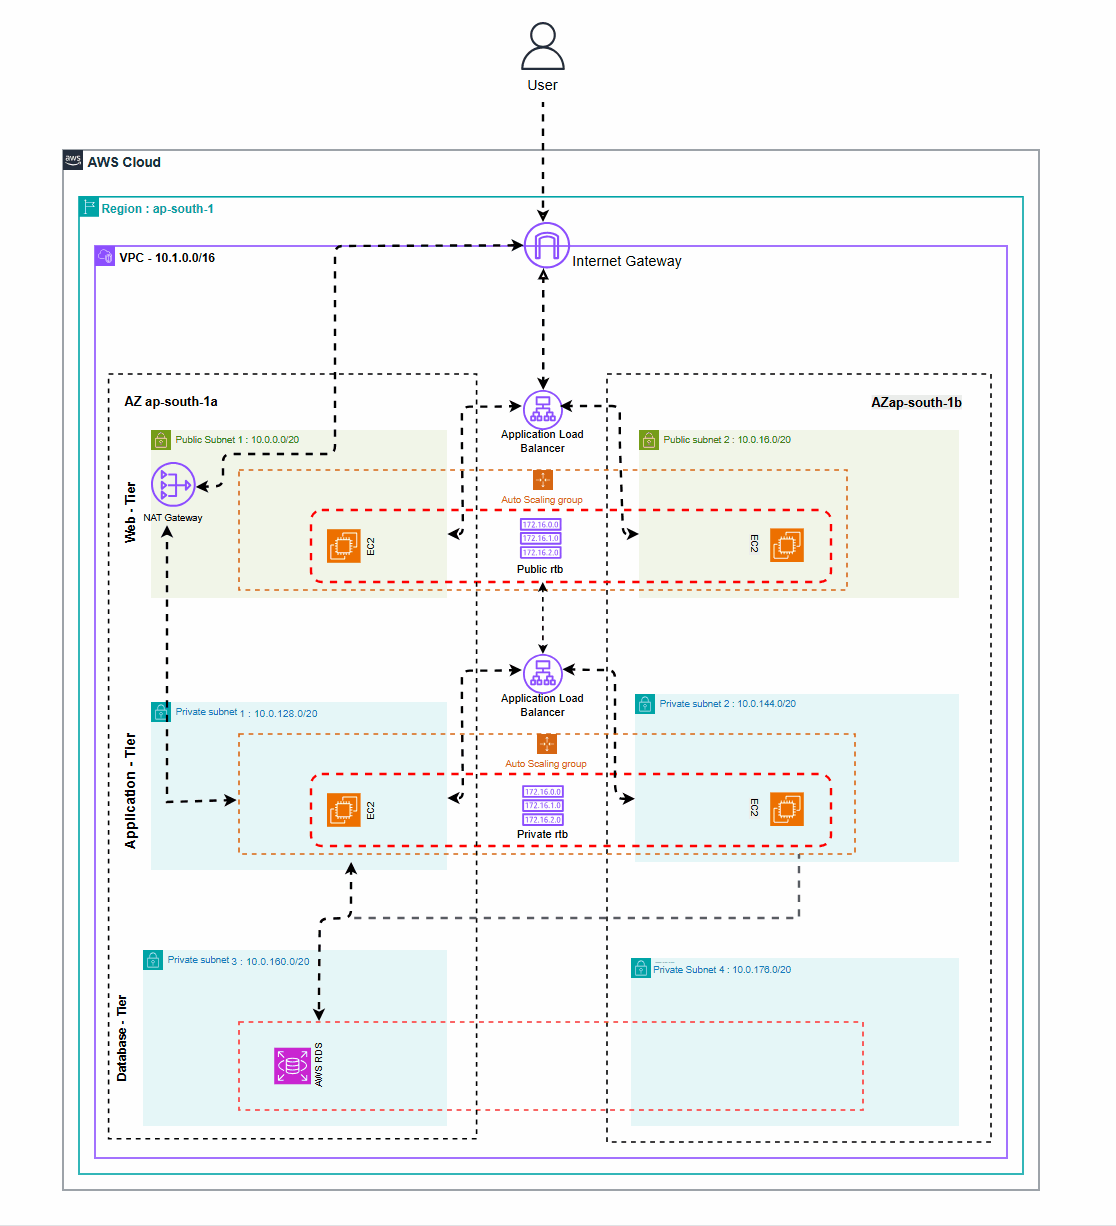 User
aws
AWS Cloud
Region : ap-south-1
VPC - 10.1.0.0/16
Internet Gateway
AZ ap-south-1a
AZap-south-1b
Application Load
Balancer
Public Subnet 1 : 10.0.0.0/20
Public subnet 2 : 10.0.16.0/20
Web - Tier
NAT Gateway
Auto Scaling group
172.16.0.0
172.16.1.0
172.16.2.0
Public rtb
EC2
EC2
Application Load
Balancer
Private subnet 1 : 10.0.128.0/20
Private subnet 2 : 10.0.144.0/20
Application - Tier
Auto Scaling group
172.16.0.0
172.16.1.0
172.16.2.0
Private rtb
EC2
EC2
Private subnet 3 : 10.0.160.0/20
Private Subnet 4 : 10.0.176.0/20
Database - Tier
AWS RDS